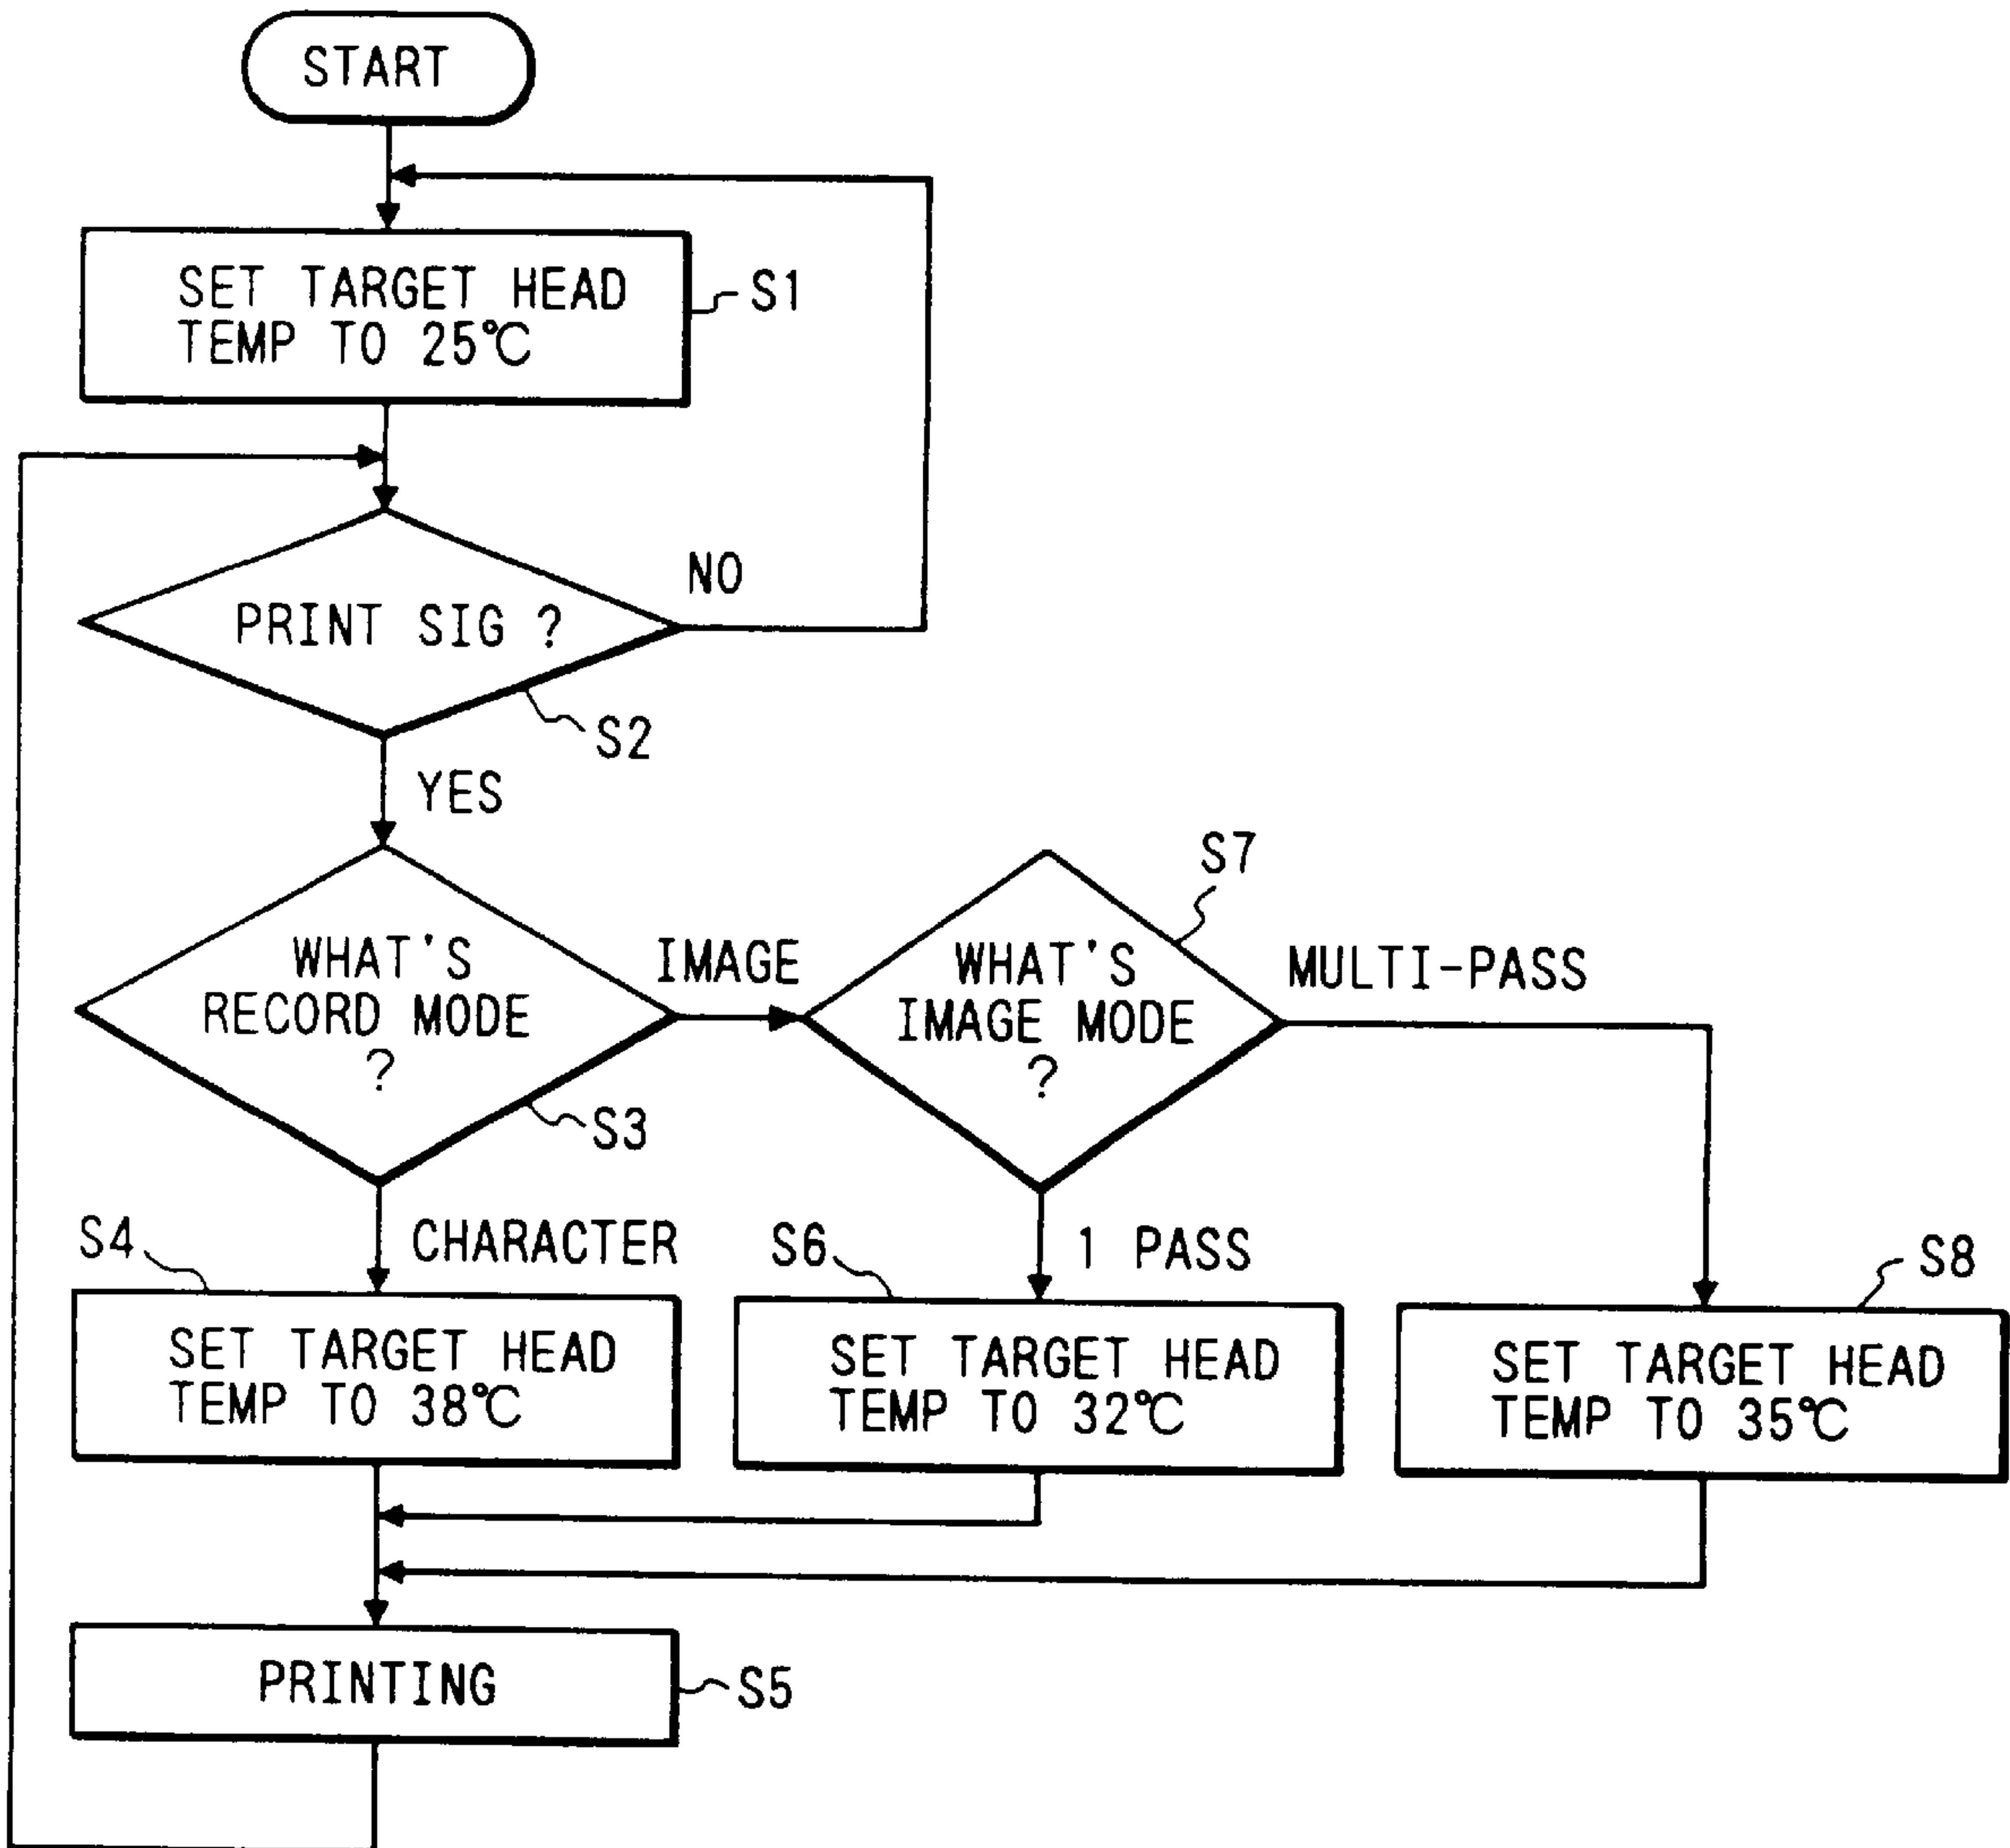 START
SET TARGET HEAD
TEMP TO 25℃
S1
PRINT SIG ?
NO
S2
YES
WHAT'S
RECORD MODE
?
S3
IMAGE
WHAT'S
IMAGE MODE
?
S7
MULTI-PASS
CHARACTER
1 PASS
S4
SET TARGET HEAD
TEMP TO 38℃
S6
SET TARGET HEAD
TEMP TO 32℃
S8
SET TARGET HEAD
TEMP TO 35℃
PRINTING
S5